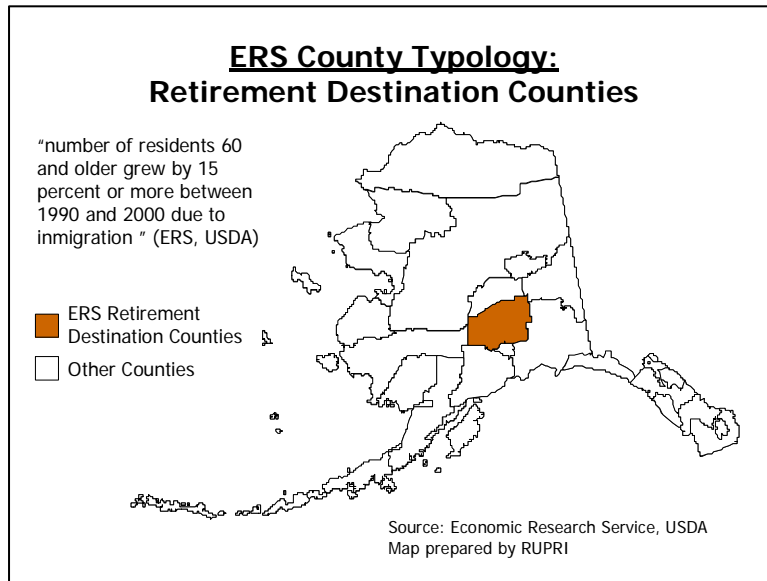 ERS County Typology:
Retirement Destination Counties
"number of residents 60
and older grew by 15
percent or more between
1990 and 2000 due to
inmigration " (ERS, USDA)
ERS Retirement
Destination Counties
Other Counties
Source: Economic Research Service, USDA
Map prepared by RUPRI